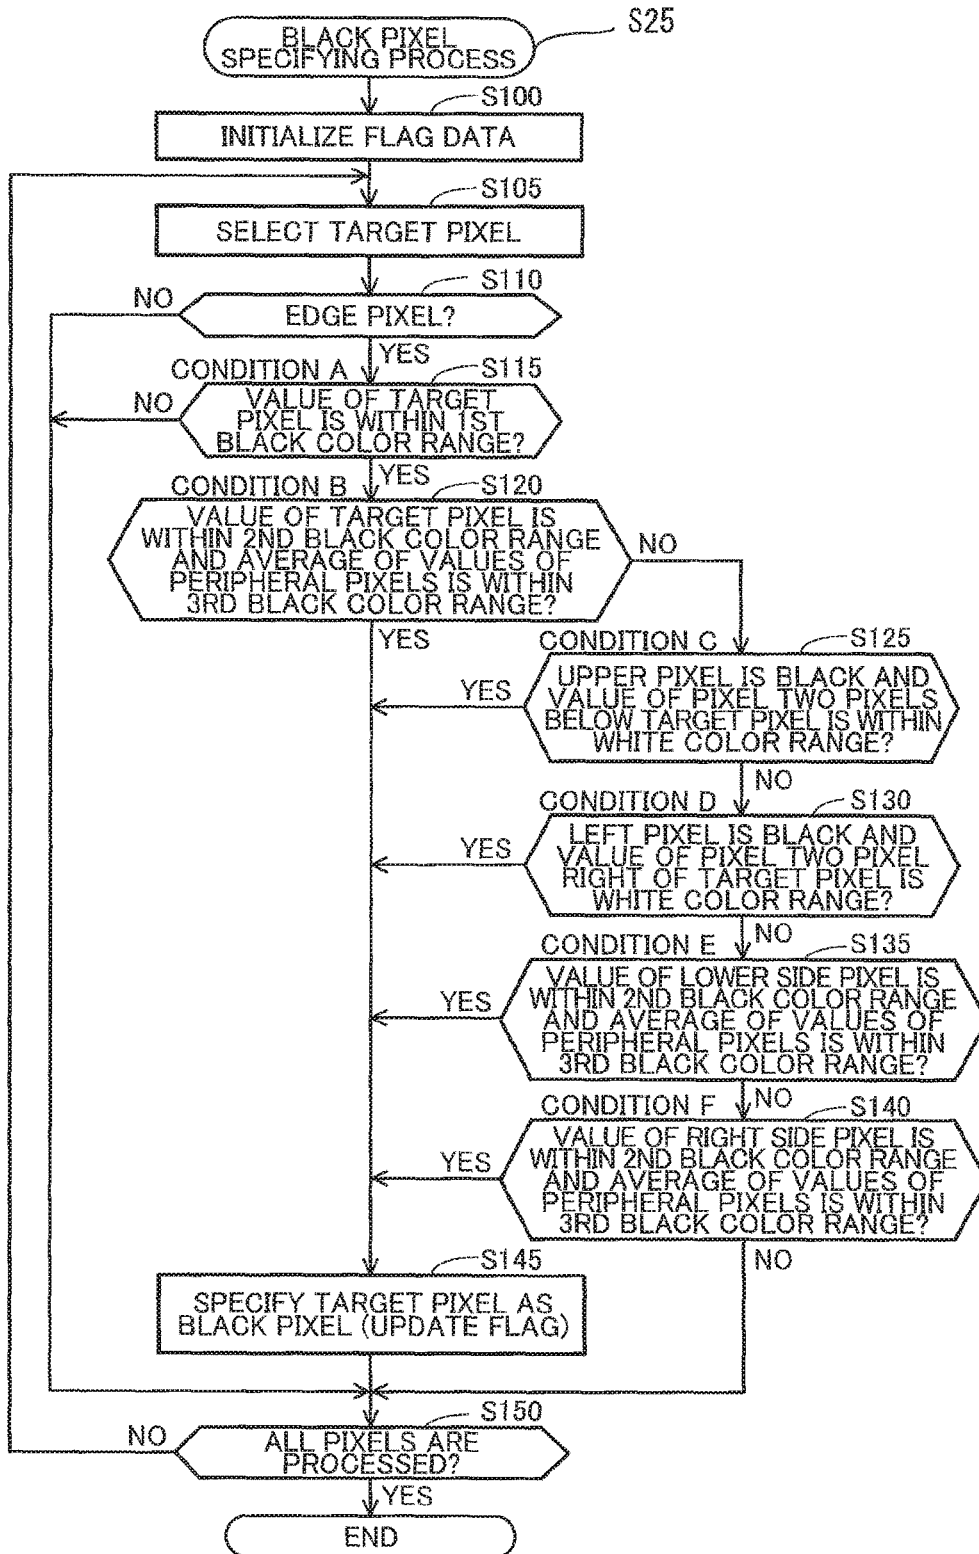 S25
BLACK PIXEL
SPECIFYING PROCESS
S100
INITIALIZE FLAG DATA
S105
SELECT TARGET PIXEL
S110
NO
EDGE PIXEL?
YES
CONDITION A
S115
NO
VALUE OF TARGET
PIXEL IS WITHIN 1ST
BLACK COLOR RANGE?
YES
CONDITION B
S120
VALUE OF TARGET PIXEL IS
WITHIN 2ND BLACK COLOR RANGE
AND AVERAGE OF VALUES OF
PERIPHERAL PIXELS IS WITHIN
3RD BLACK COLOR RANGE?
NO
YES
CONDITION C
S125
YES
UPPER PIXEL IS BLACK AND
VALUE OF PIXEL TWO PIXELS
BELOW TARGET PIXEL IS WITHIN
WHITE COLOR RANGE?
NO
CONDITION D
S130
YES
LEFT PIXEL IS BLACK AND
VALUE OF PIXEL TWO PIXEL
RIGHT OF TARGET PIXEL IS
WHITE COLOR RANGE?
NO
CONDITION E
S135
YES
VALUE OF LOWER SIDE PIXEL IS
WITHIN 2ND BLACK COLOR RANGE
AND AVERAGE OF VALUES OF
PERIPHERAL PIXELS IS WITHIN
3RD BLACK COLOR RANGE?
NO
CONDITION F
S140
YES
VALUE OF RIGHT SIDE PIXEL IS
WITHIN 2ND BLACK COLOR RANGE
AND AVERAGE OF VALUES OF
PERIPHERAL PIXELS IS WITHIN
3RD BLACK COLOR RANGE?
NO
S145
SPECIFY TARGET PIXEL AS
BLACK PIXEL (UPDATE FLAG)
S150
NO
ALL PIXELS ARE
PROCESSED?
YES
END